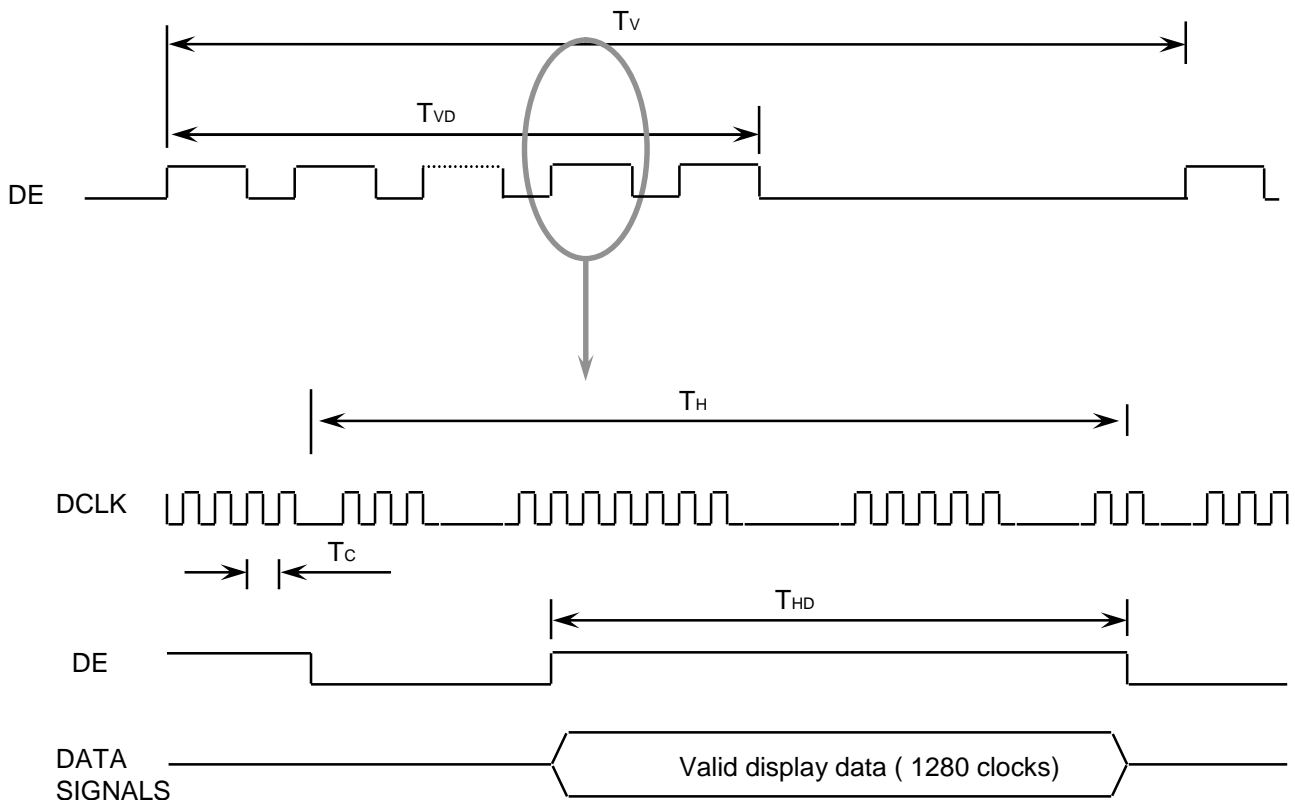 TV
TVD
DE
TH
DCLK
TC
THD
DE
DATA
SIGNALS
Valid display data ( 1280 clocks)